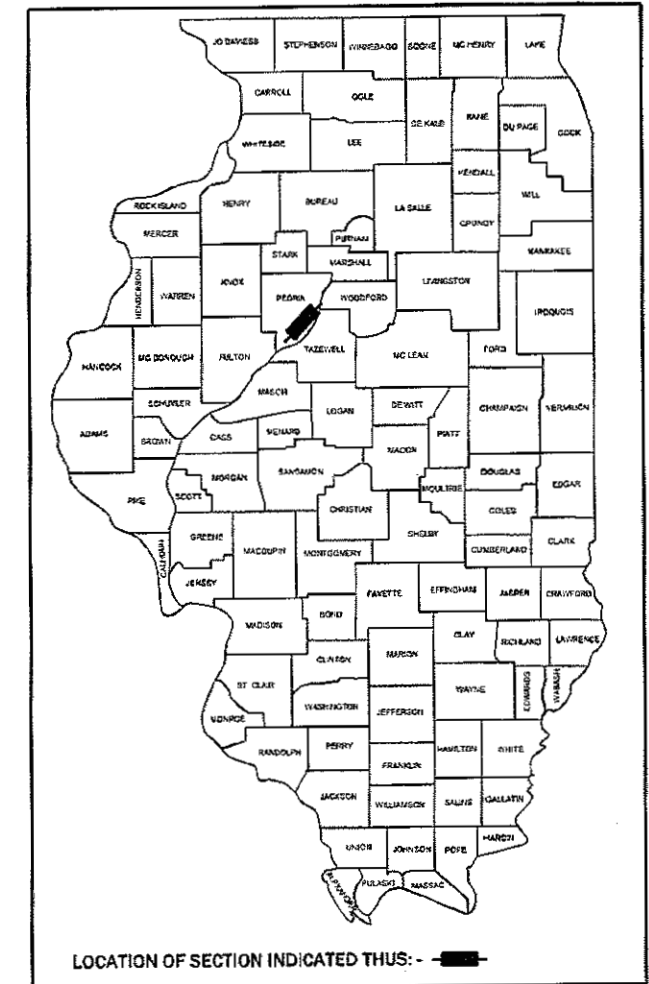 JO DAVIESS STEPHENSON WINNEBAGO BOONE MC HENRY LAKE
CARROLL OGLE
DE KALB KANE
DU PAGE COOK
WHITESIDE LEE
KENDALL
WILL
ROCK ISLAND HENRY BUREAU LA SALLE
GRUNDY
MERCER PUTNAM
KANKAKEE
STARK MARSHALL
HENDERSON WARREN KNOX PEORIA WOODFORD LIVINGSTON
IROQUOIS
HANCOCK MC DONOUGH FULTON TAZEWELL MC LEAN FORD
MASON
SCHUYLER LOGAN DEWITT CHAMPAIGN VERMILION
ADAMS BROWN CASS MENARD PIATT
MACON
PIKE SCOTT MORGAN SANGAMON MOULTRIE DOUGLAS EDGAR
CHRISTIAN COLES
CALHOUN GREENE MACOUPIN MONTGOMERY SHELBY CUMBERLAND CLARK
JERSEY FAYETTE EFFINGHAM JASPER CRAWFORD
MADISON BOND
CLAY RICHLAND LAWRENCE
CLINTON MARION
ST CLAIR WAYNE EDWARDS WABASH
WASHINGTON JEFFERSON
MONROE
RANDOLPH PERRY HAMILTON WHITE
FRANKLIN
JACKSON WILLIAMSON SALINE GALLATIN
UNION JOHNSON POPE HARDIN
PULASKI MASSAC
LOCATION OF SECTION INDICATED THUS: -